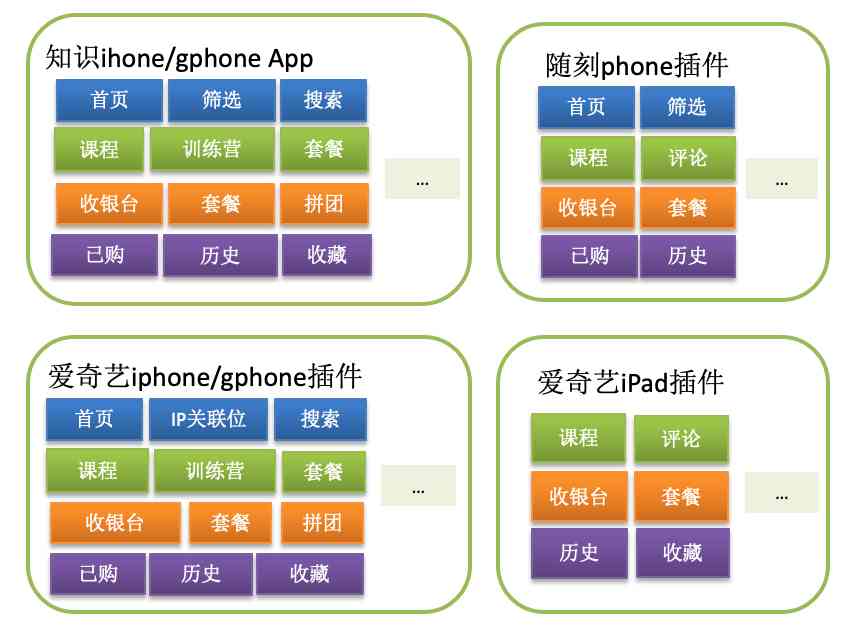 知识ihone/gphone App
首页 筛选 搜索
课程 训练营 套餐
...
收银台 套餐 拼团
已购 历史 收藏
随刻phone插件
首页 筛选
课程 评论
...
收银台 套餐
已购 历史
爱奇艺iphone/gphone插件
首页 IP关联位 搜索
课程 训练营 套餐
...
收银台 套餐 拼团
已购 历史 收藏
爱奇艺iPad插件
课程 评论
收银台 套餐
...
历史 收藏